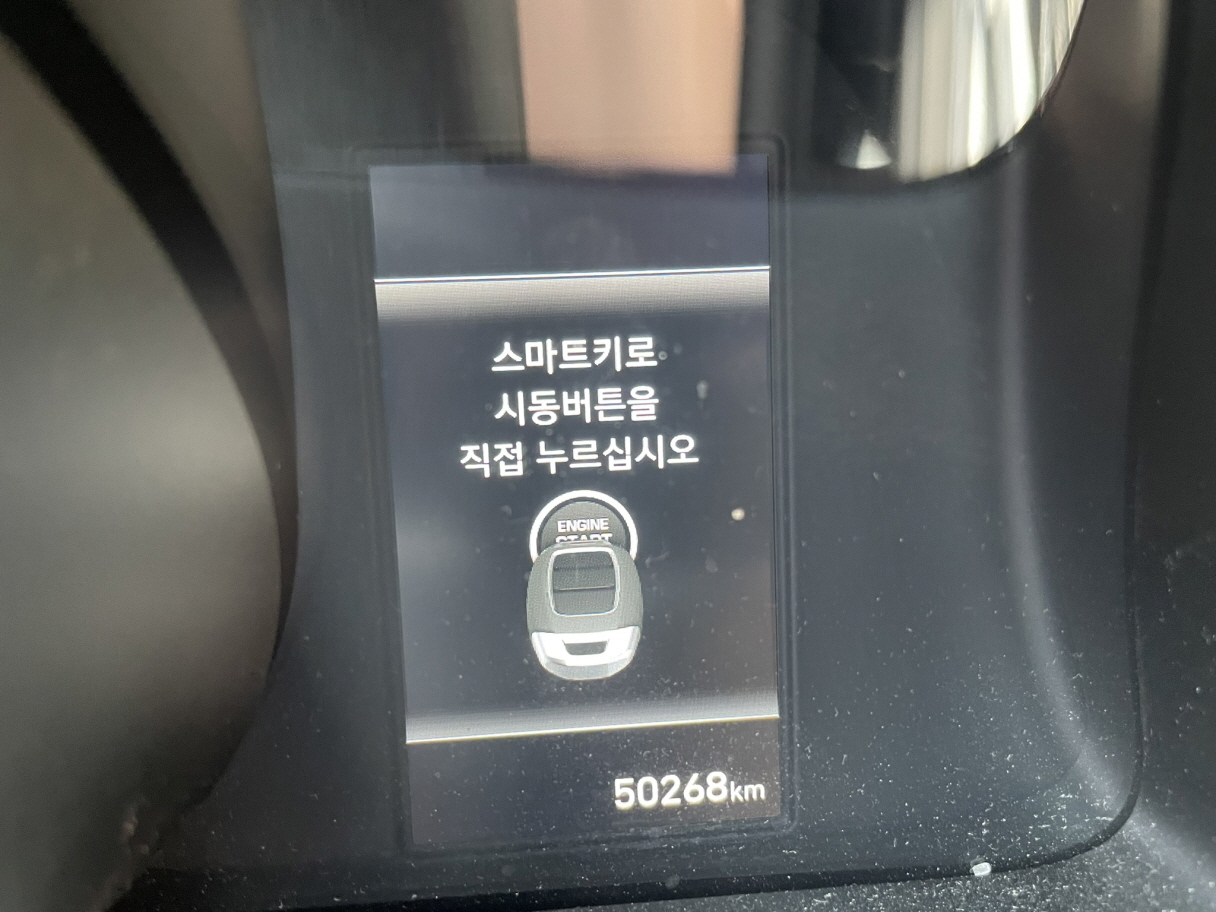 스마트키로
시동버튼을
직접 누르십시오
ENGINE
START
50268km